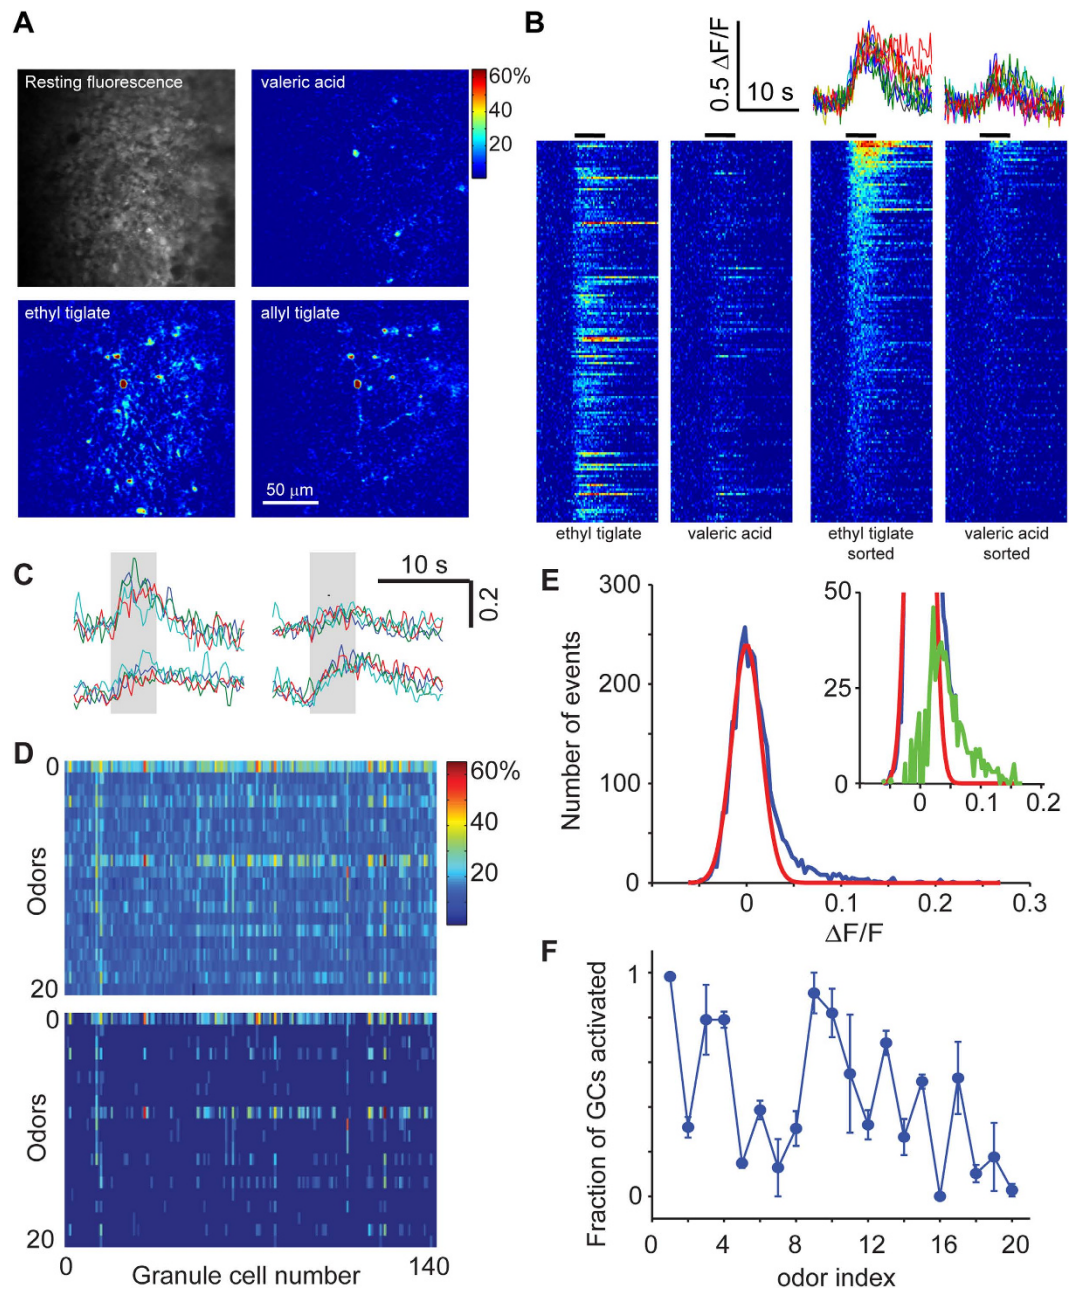 A
Resting fluorescence
valeric acid
60%
40
20
ethyl tiglate
allyl tiglate
50 μm
B
0.5 ΔF/F
10 s
ethyl tiglate
valeric acid
ethyl tiglate
sorted
valeric acid
sorted
C
10 s
0.2
D
0
Odors
20
60%
40
20
0
Odors
20
0
Granule cell number
140
E
300
200
100
0
Number of events
0
0.1
0.2
0.3
ΔF/F
50
25
0
0
0.1
0.2
F
1
0
Fraction of GCs activated
0
4
8
12
16
20
odor index